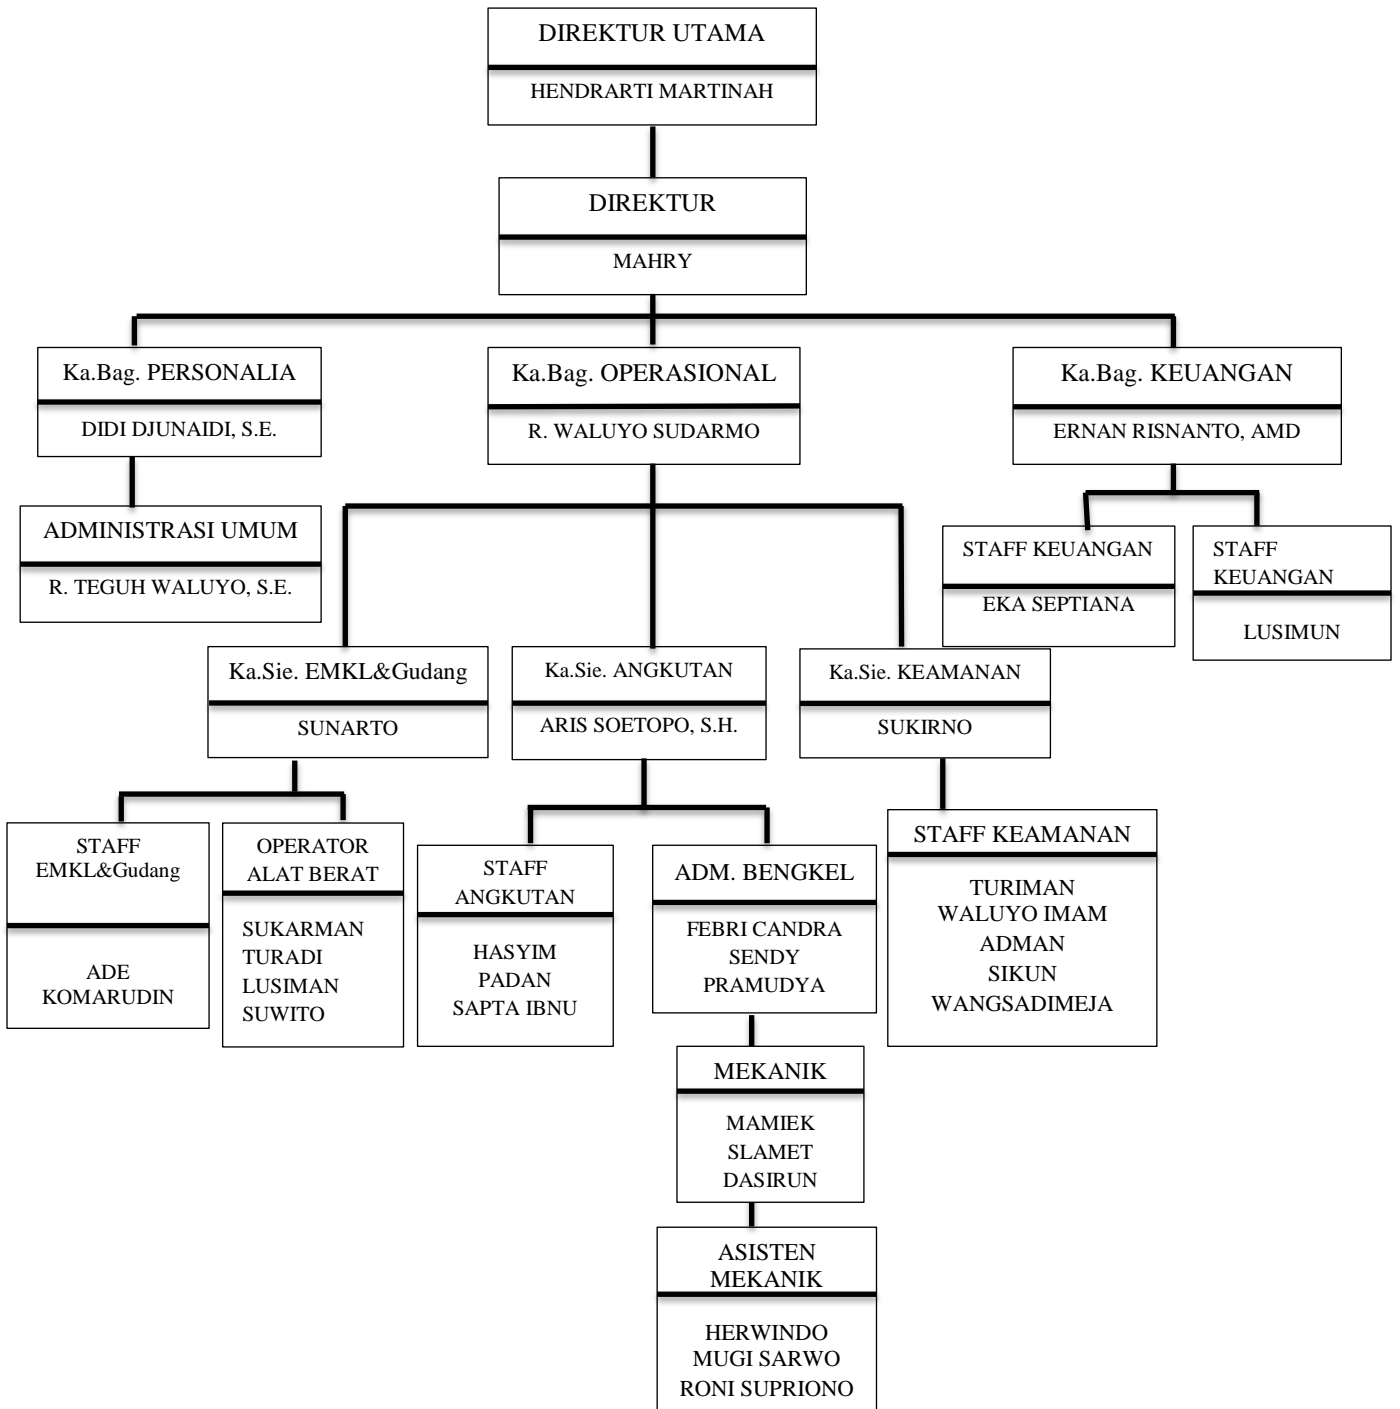 DIREKTUR UTAMA
HENDRARTI MARTINAH
DIREKTUR
MAHRY
Ka.Bag. PERSONALIA
DIDI DJUNAIDI, S.E.
Ka.Bag. OPERASIONAL
R. WALUYO SUDARMO
Ka.Bag. KEUANGAN
ERNAN RISNANTO, AMD
ADMINISTRASI UMUM
R. TEGUH WALUYO, S.E.
STAFF KEUANGAN
EKA SEPTIANA
STAFF
KEUANGAN
LUSIMUN
Ka.Sie. EMKL&Gudang
SUNARTO
Ka.Sie. ANGKUTAN
ARIS SOETOPO, S.H.
Ka.Sie. KEAMANAN
SUKIRNO
STAFF
EMKL&Gudang
ADE
KOMARUDIN
OPERATOR
ALAT BERAT
SUKARMAN
TURADI
LUSIMAN
SUWITO
STAFF
ANGKUTAN
HASYIM
PADAN
SAPTA IBNU
ADM. BENGKEL
FEBRI CANDRA
SENDY
PRAMUDYA
STAFF KEAMANAN
TURIMAN
WALUYO IMAM
ADMAN
SIKUN
WANGSADIMEJA
MEKANIK
MAMIEK
SLAMET
DASIRUN
ASISTEN
MEKANIK
HERWINDO
MUGI SARWO
RONI SUPRIONO